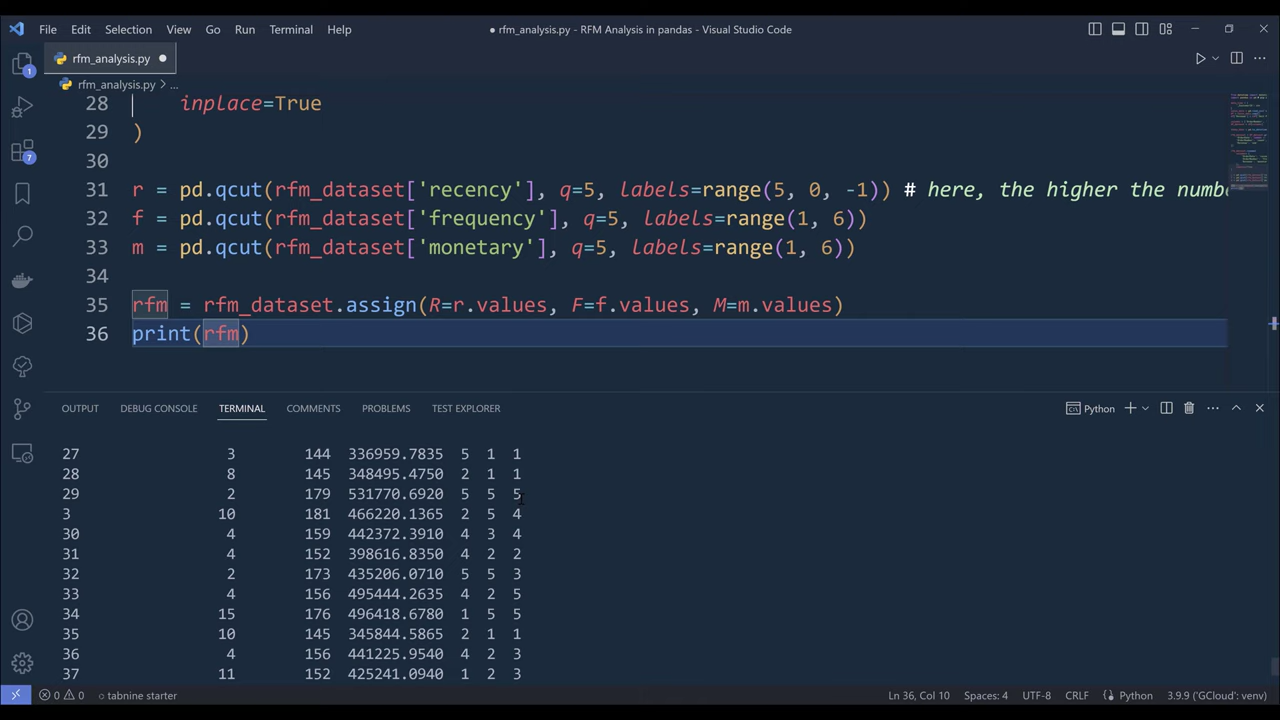 File Edit Selection View Go Run Terminal Help
● rfm_analysis.py - RFM Analysis in pandas - Visual Studio Code
rfm_analysis.py ●
rfm_analysis.py > ...
1
7
28 inplace=True
29 )
30
31 r = pd.qcut(rfm_dataset['recency'], q=5, labels=range(5, 0, -1)) # here, the higher the numbe
32 f = pd.qcut(rfm_dataset['frequency'], q=5, labels=range(1, 6))
33 m = pd.qcut(rfm_dataset['monetary'], q=5, labels=range(1, 6))
34
35 rfm = rfm_dataset.assign(R=r.values, F=f.values, M=m.values)
36 print(rfm)
OUTPUT DEBUG CONSOLE TERMINAL COMMENTS PROBLEMS TEST EXPLORER
Python
27 3 144 336959.7835 5 1 1
28 8 145 348495.4750 2 1 1
29 2 179 531770.6920 5 5 5
3 10 181 466220.1365 2 5 4
30 4 159 442372.3910 4 3 4
31 4 152 398616.8350 4 2 2
32 2 173 435206.0710 5 5 3
33 4 156 495444.2635 4 2 5
34 15 176 496418.6780 1 5 5
35 10 145 345844.5865 2 1 1
36 4 156 441225.9540 4 2 3
37 11 152 425241.0940 1 2 3
0 0 tabnine starter Ln 36, Col 10 Spaces: 4 UTF-8 CRLF Python 3.9.9 ('GCloud': venv)